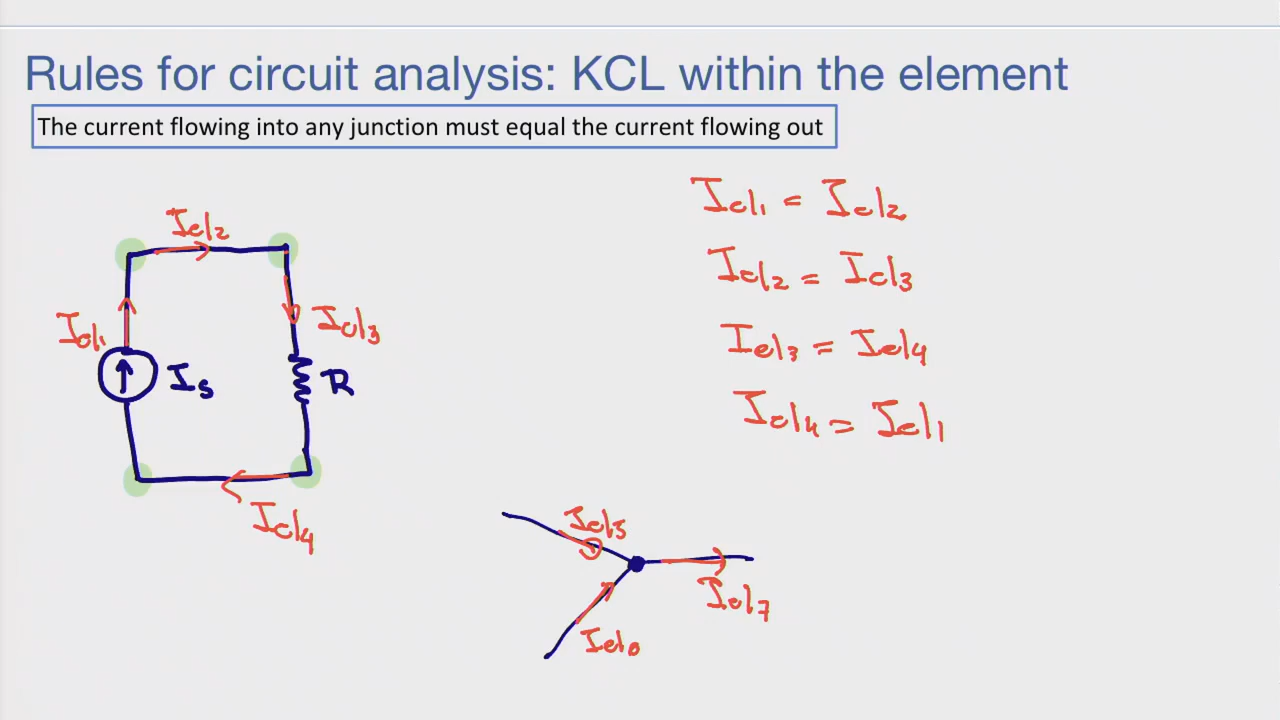 Rules for circuit analysis: KCL within the element
The current flowing into any junction must equal the current flowing out
Iel1 = Iel2
Iel2 = Iel3
Iel3 = Iel4
Iel4 = Iel1
Iel2
Iel1
Iel3
Is
R
Iel4
Iel5
Iel7
Iel6